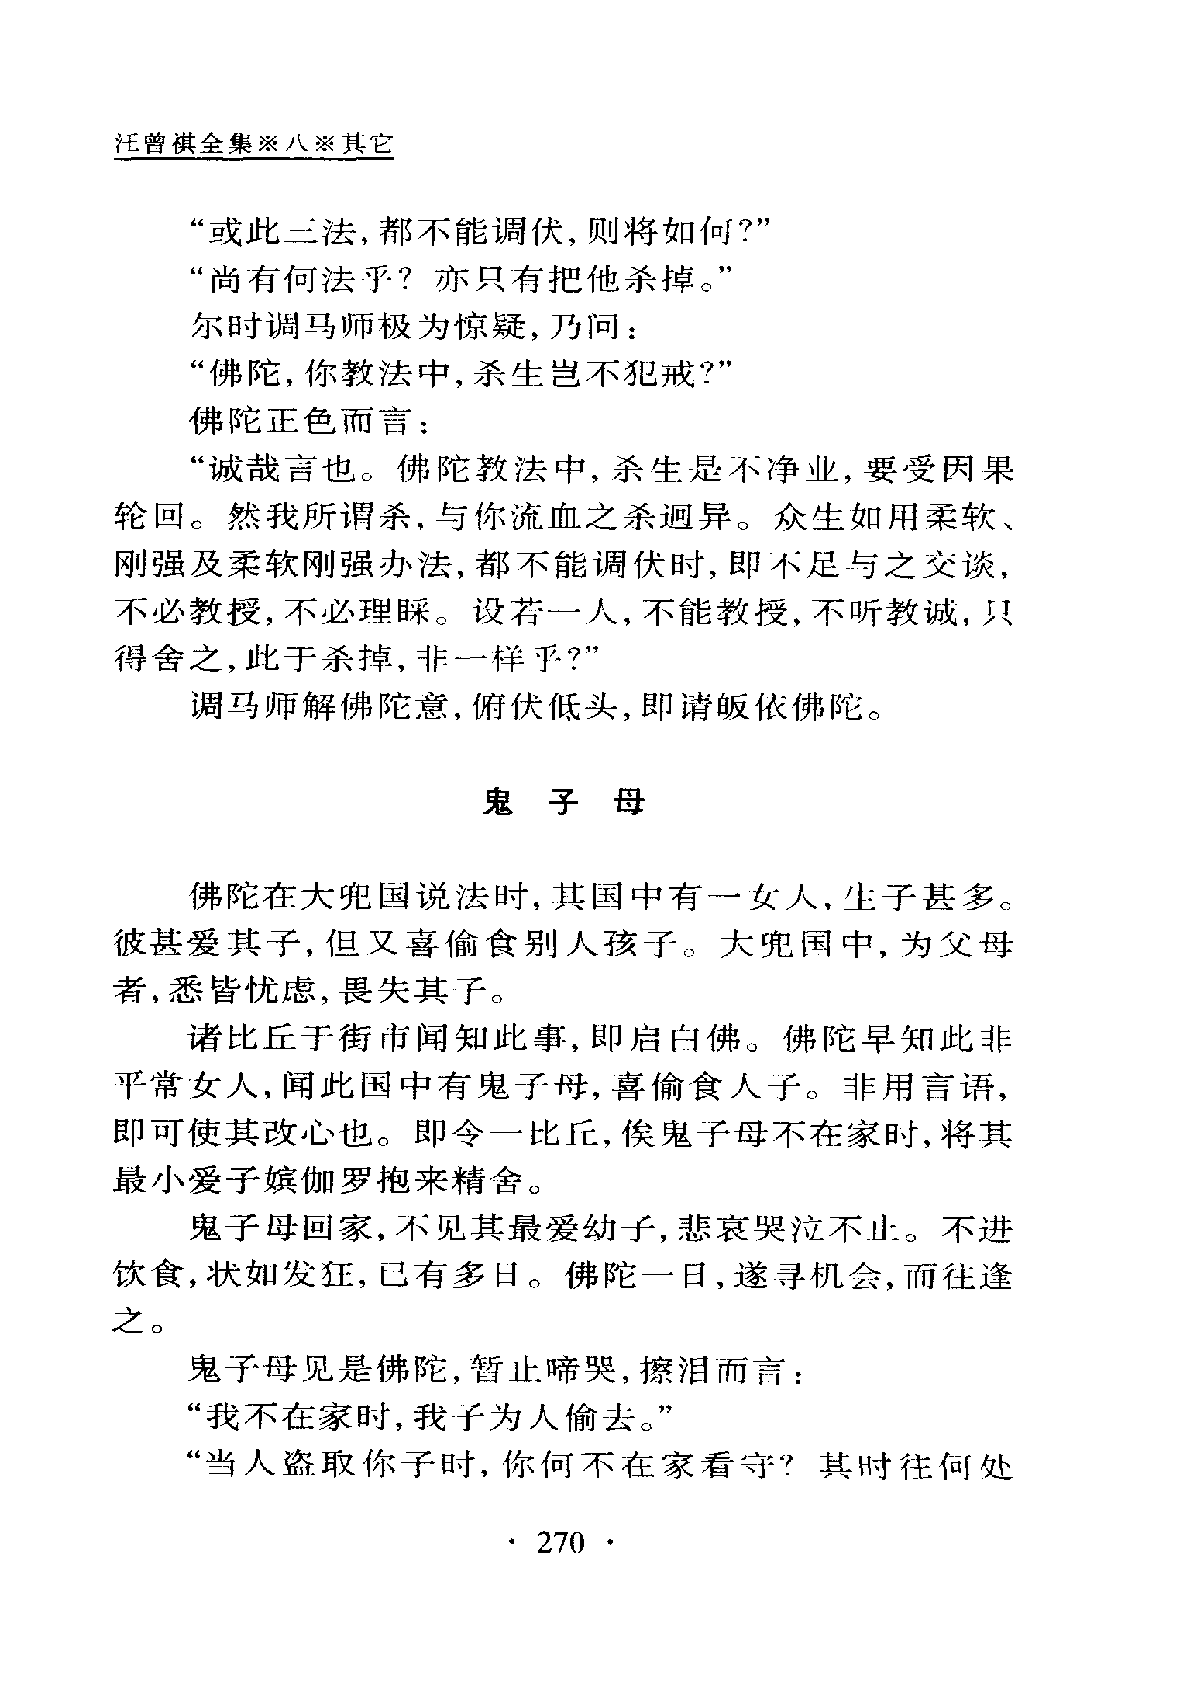 汪曾祺全集※八※其它
“或此三法，都不能调伏，则将如何？”
“尚有何法乎？亦只有把他杀掉。”
尔时调马师极为惊疑，乃问：
“佛陀，你教法中，杀生岂不犯戒？”
佛陀正色而言：
“诚哉言也。佛陀教法中，杀生是不净业，要受因果
轮回。然我所谓杀，与你流血之杀迥异。众生如用柔软、
刚强及柔软刚强办法，都不能调伏时，即不足与之交谈，
不必教授，不必理睬。设若一人，不能教授，不听教诫，只
得舍之，此于杀掉，非一样乎？”
调马师解佛陀意，俯伏低头，即请皈依佛陀。
鬼子母
佛陀在大兜国说法时，其国中有一女人，生子甚多。
彼甚爱其子，但又喜偷食别人孩子。大兜国中，为父母
者，悉皆忧虑，畏失其子。
诸比丘于街市闻知此事，即启白佛。佛陀早知此非
平常女人，闻此国中有鬼子母，喜偷食人子。非用言语，
即可使其改心也。即令一比丘，俟鬼子母不在家时，将其
最小爱子嫔伽罗抱来精舍。
鬼子母回家，不见其最爱幼子，悲哀哭泣不止。不进
饮食，状如发狂，已有多日。佛陀一日，遂寻机会，而往逢
之。
鬼子母见是佛陀，暂止啼哭，擦泪而言：
“我不在家时，我子为人偷去。”
“当人盗取你子时，你何不在家看守？其时往何处
· 270 ·